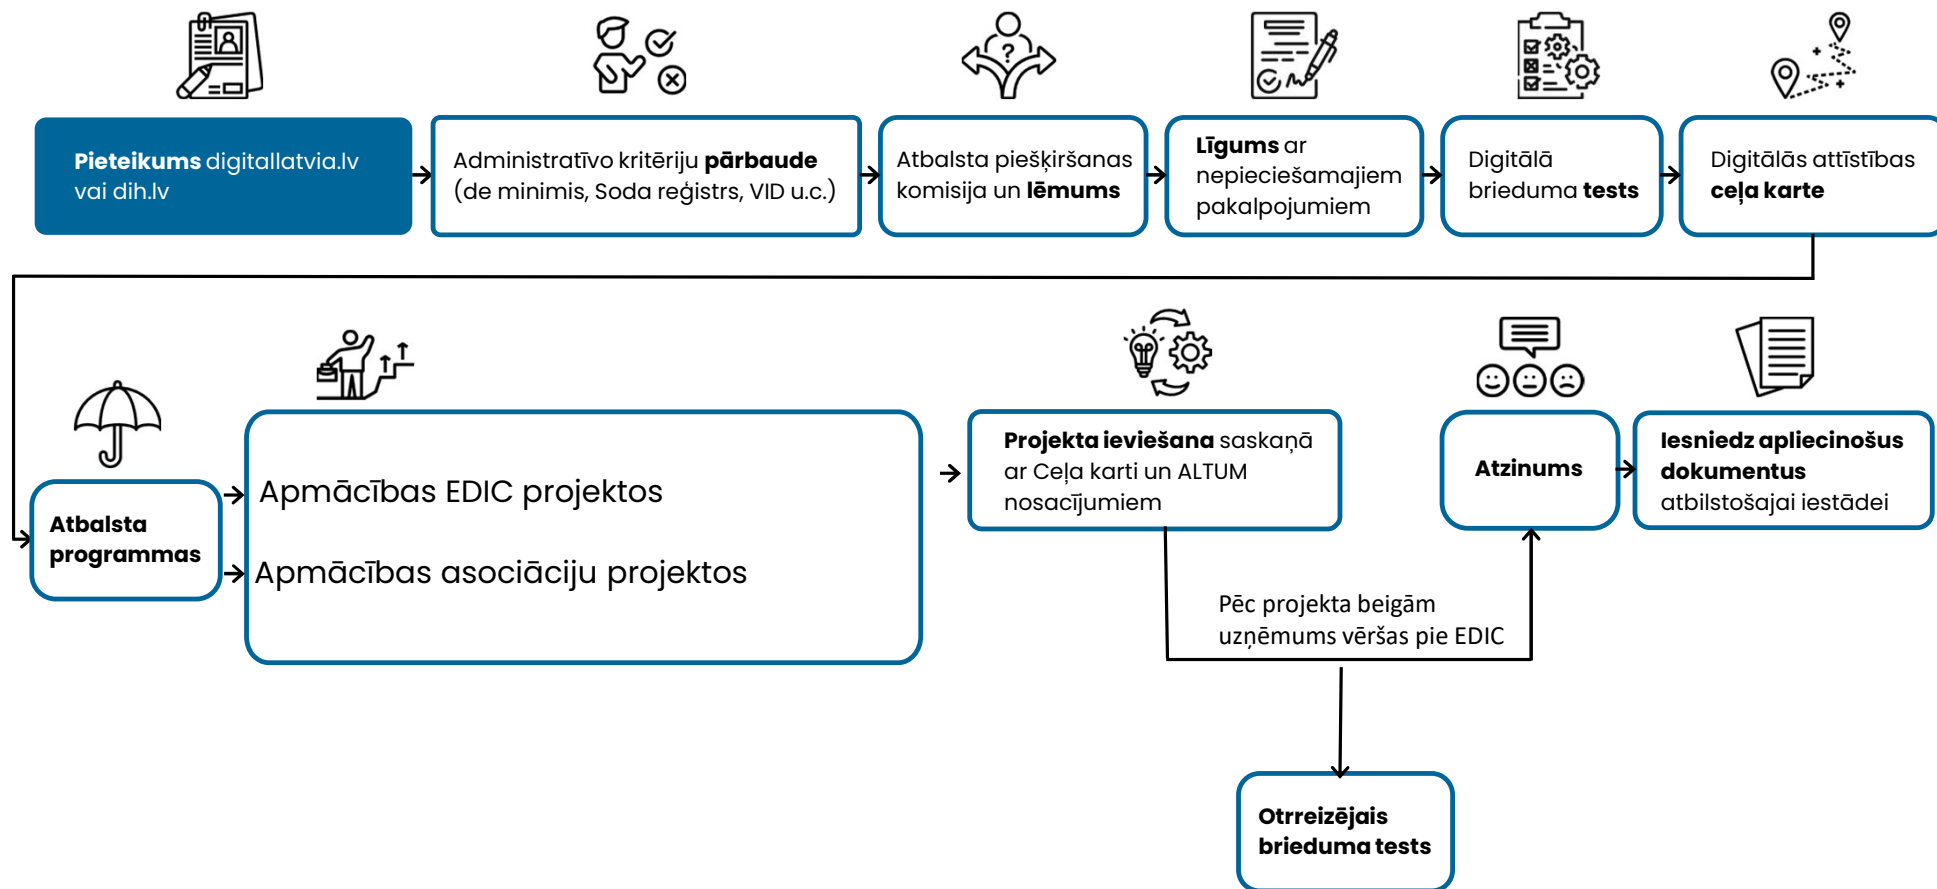 Pieteikums digitallatvia.lv
vai dih.lv
Administratīvo kritēriju pārbaude
(de minimis, Soda reģistrs, VID u.c.)
Atbalsta piešķiršanas
komisija un lēmums
Līgums ar
nepieciešamajiem
pakalpojumiem
Digitālā
brieduma tests
Digitālās attīstības
ceļa karte
Atbalsta
programmas
Apmācības EDIC projektos
Apmācības asociāciju projektos
Projekta ieviešana saskaņā
ar Ceļa karti un ALTUM
nosacījumiem
Atzinums
Iesniedz apliecinošus
dokumentus
atbilstošajai iestādei
Pēc projekta beigām
uzņēmums vēršas pie EDIC
Otrreizējais
brieduma tests